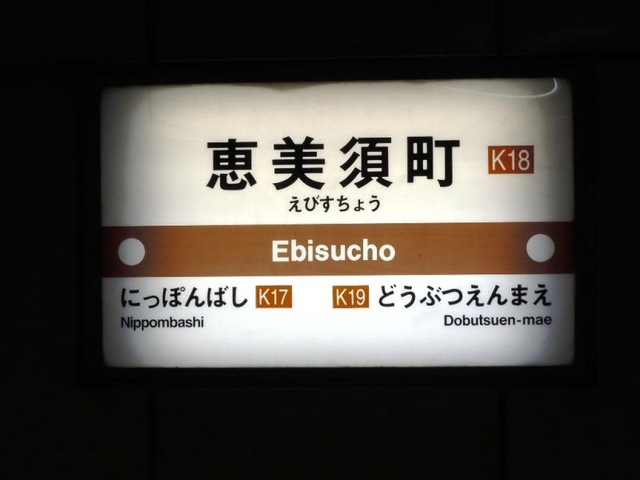 恵美須町 K18
えびすちょう
Ebisucho
にっぽんばし K17 K19 どうぶつえんまえ
Nippombashi Dobutsuen-mae